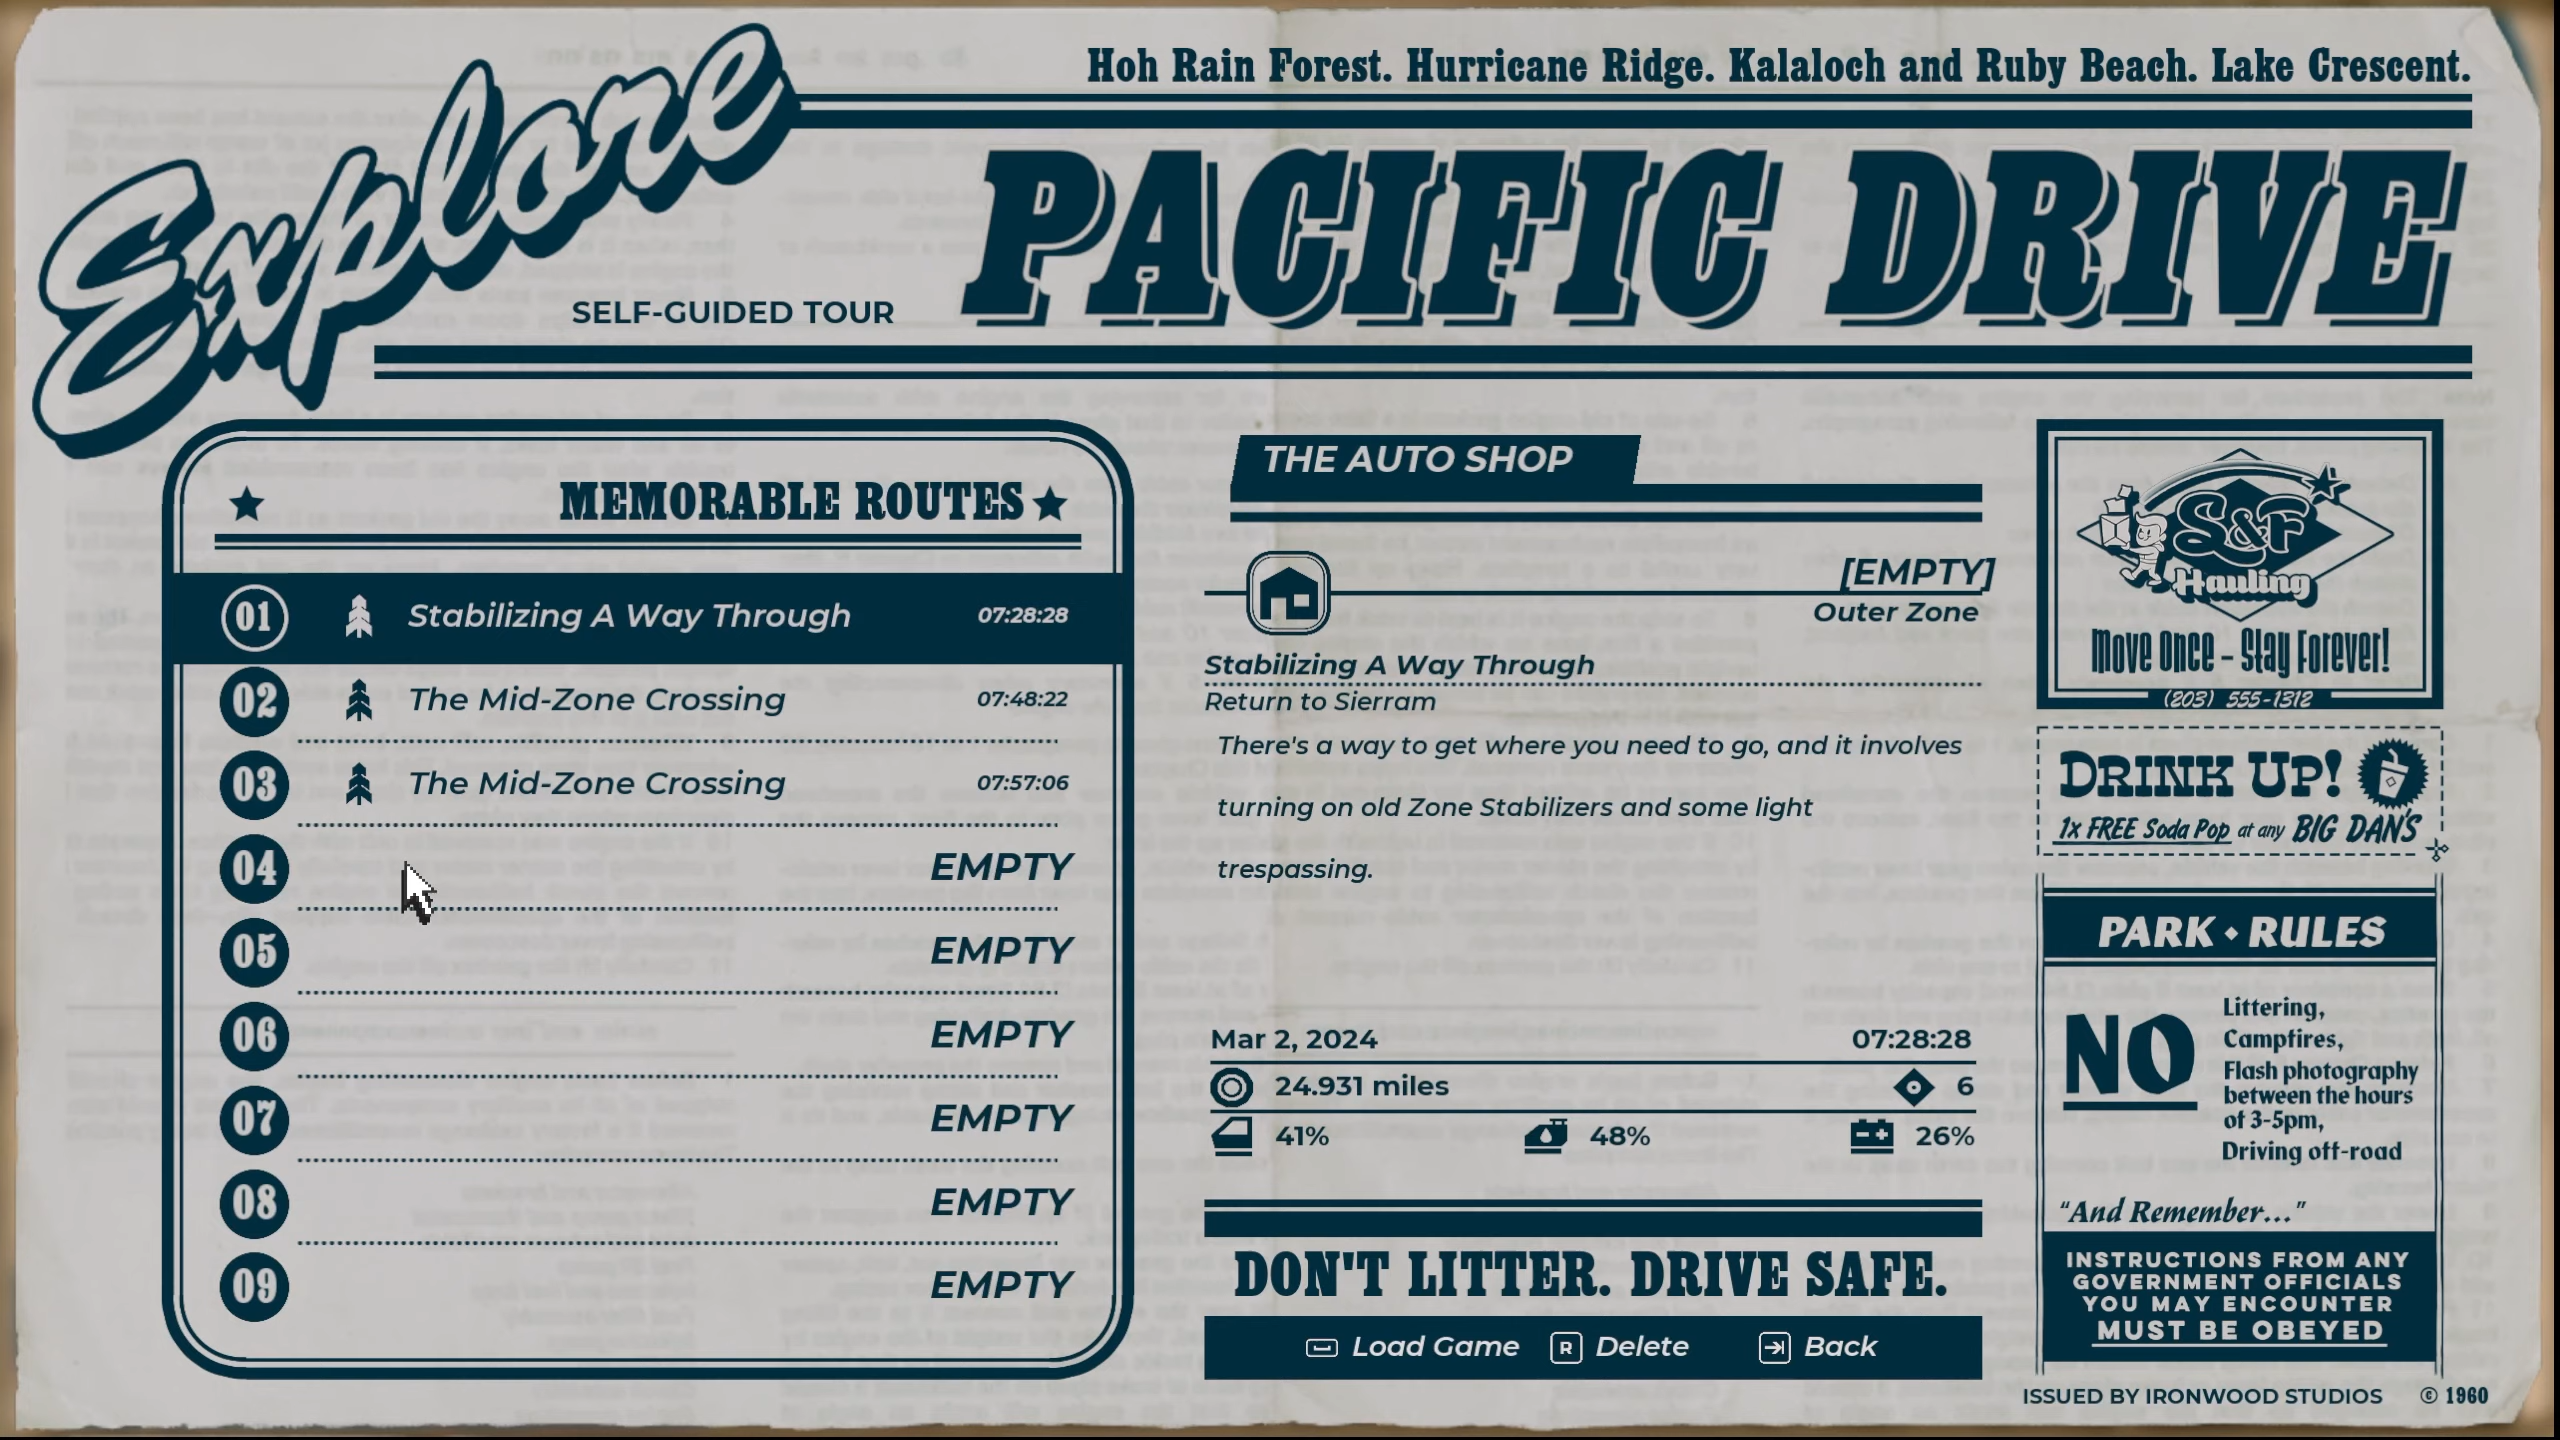 Explore
Hoh Rain Forest. Hurricane Ridge. Kalaloch and Ruby Beach. Lake Crescent.
SELF-GUIDED TOUR
PACIFIC DRIVE
MEMORABLE ROUTES
01 Stabilizing A Way Through 07:28:28
02 The Mid-Zone Crossing 07:48:22
03 The Mid-Zone Crossing 07:57:06
04 EMPTY
05 EMPTY
06 EMPTY
07 EMPTY
08 EMPTY
09 EMPTY
THE AUTO SHOP
[EMPTY]
Outer Zone
Stabilizing A Way Through
Return to Sierram
There's a way to get where you need to go, and it involves
turning on old Zone Stabilizers and some light
trespassing.
Mar 2, 2024 07:28:28
24.931 miles 6
41% 48% 26%
DON'T LITTER. DRIVE SAFE.
Load Game R Delete Back
S&F
Hauling
Move Once - Stay Forever!
(203) 555-1312
DRINK UP!
1x FREE Soda Pop at any BIG DAN'S
PARK • RULES
NO
Littering,
Campfires,
Flash photography
between the hours
of 3-5pm,
Driving off-road
"And Remember..."
INSTRUCTIONS FROM ANY
GOVERNMENT OFFICIALS
YOU MAY ENCOUNTER
MUST BE OBEYED
ISSUED BY IRONWOOD STUDIOS © 1960